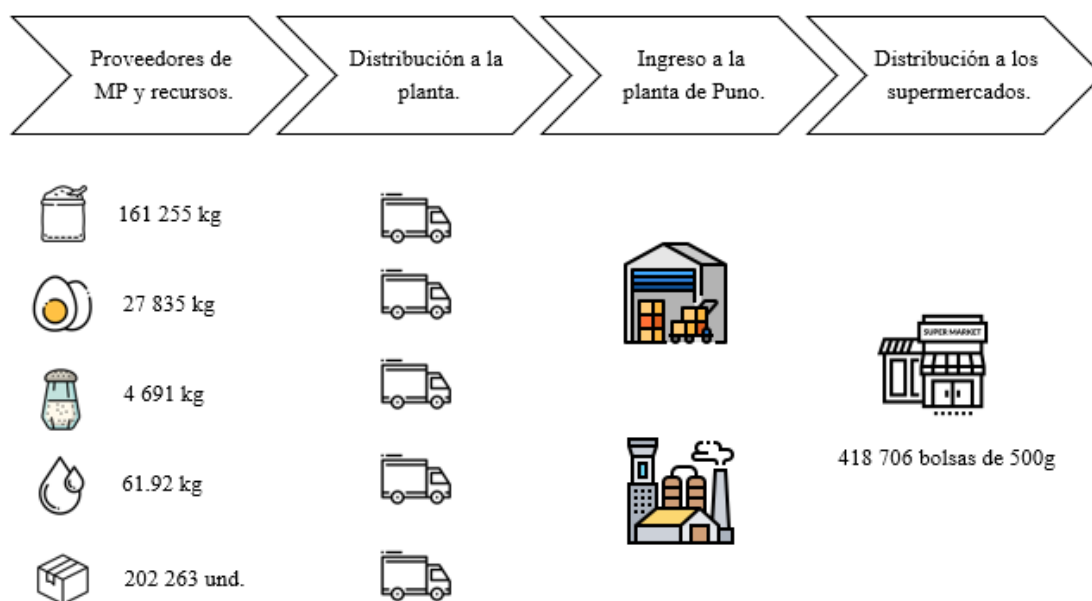 Proveedores de
MP y recursos.
Distribución a la
planta.
Ingreso a la
planta de Puno.
Distribución a los
supermercados.
161 255 kg
27 835 kg
4 691 kg
61.92 kg
202 263 und.
SUPER MARKET
418 706 bolsas de 500g